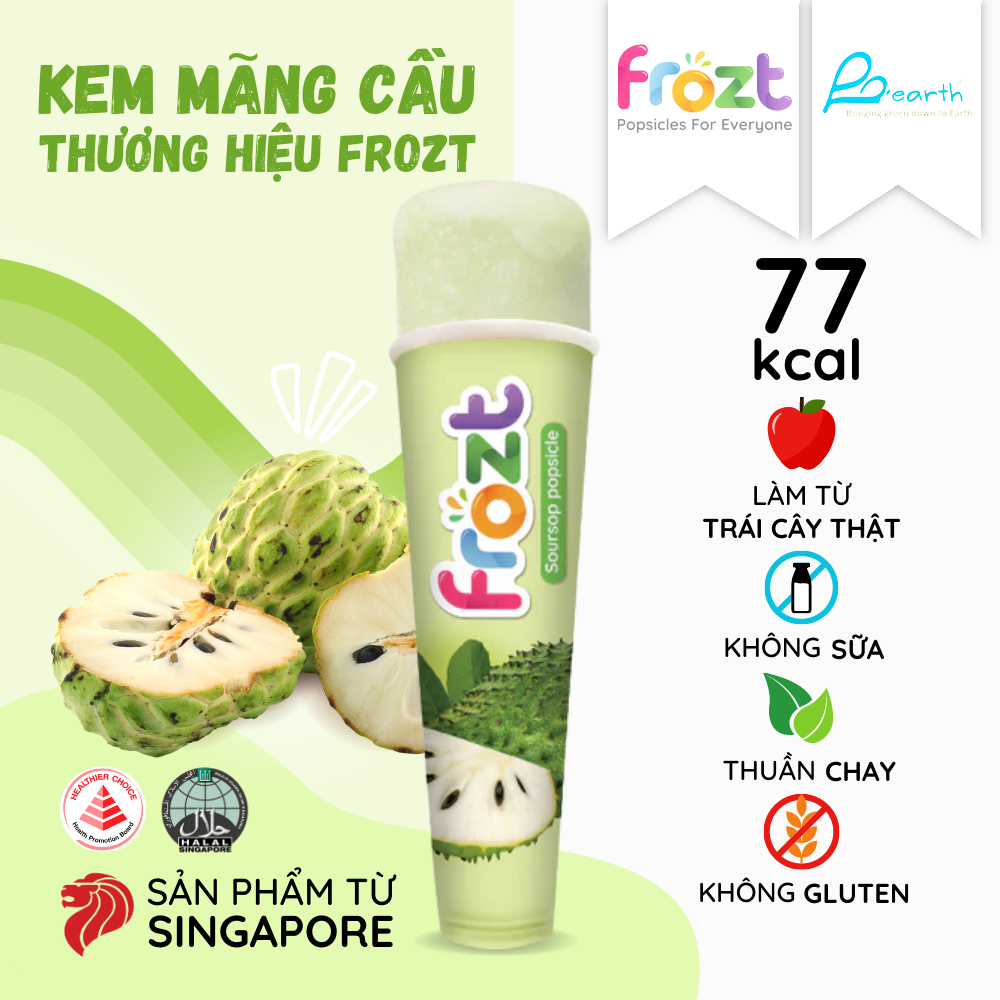 KEM MÃNG CẦU
THƯƠNG HIỆU FROZT
frozt
Popsicles For Everyone
earth
Bringing green down to Earth
77
kcal
LÀM TỪ
TRÁI CÂY THẬT
KHÔNG SỮA
THUẦN CHAY
KHÔNG GLUTEN
frozt
Soursop popsicle
HEALTHIER CHOICE
Health Promotion Board
حلال
HALAL
SINGAPORE
SẢN PHẨM TỪ
SINGAPORE